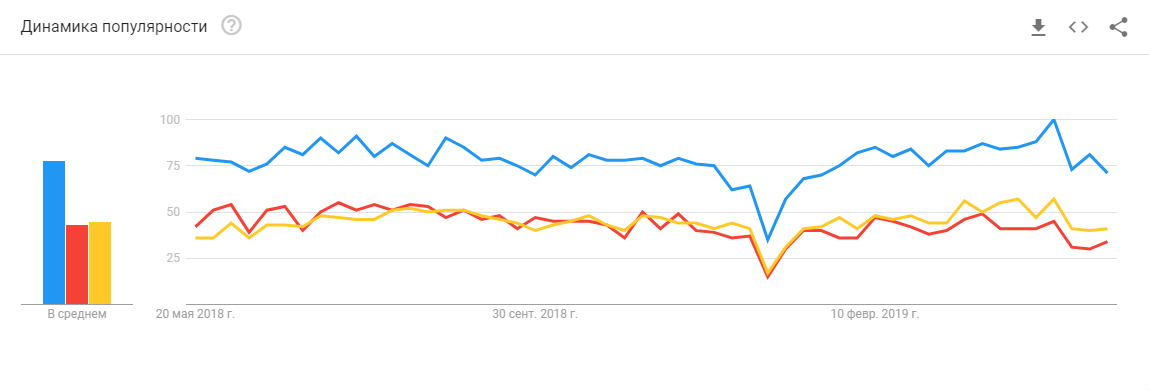 Динамика популярности ?
100
75
50
25
В среднем
20 мая 2018 г. 30 сент. 2018 г. 10 февр. 2019 г.